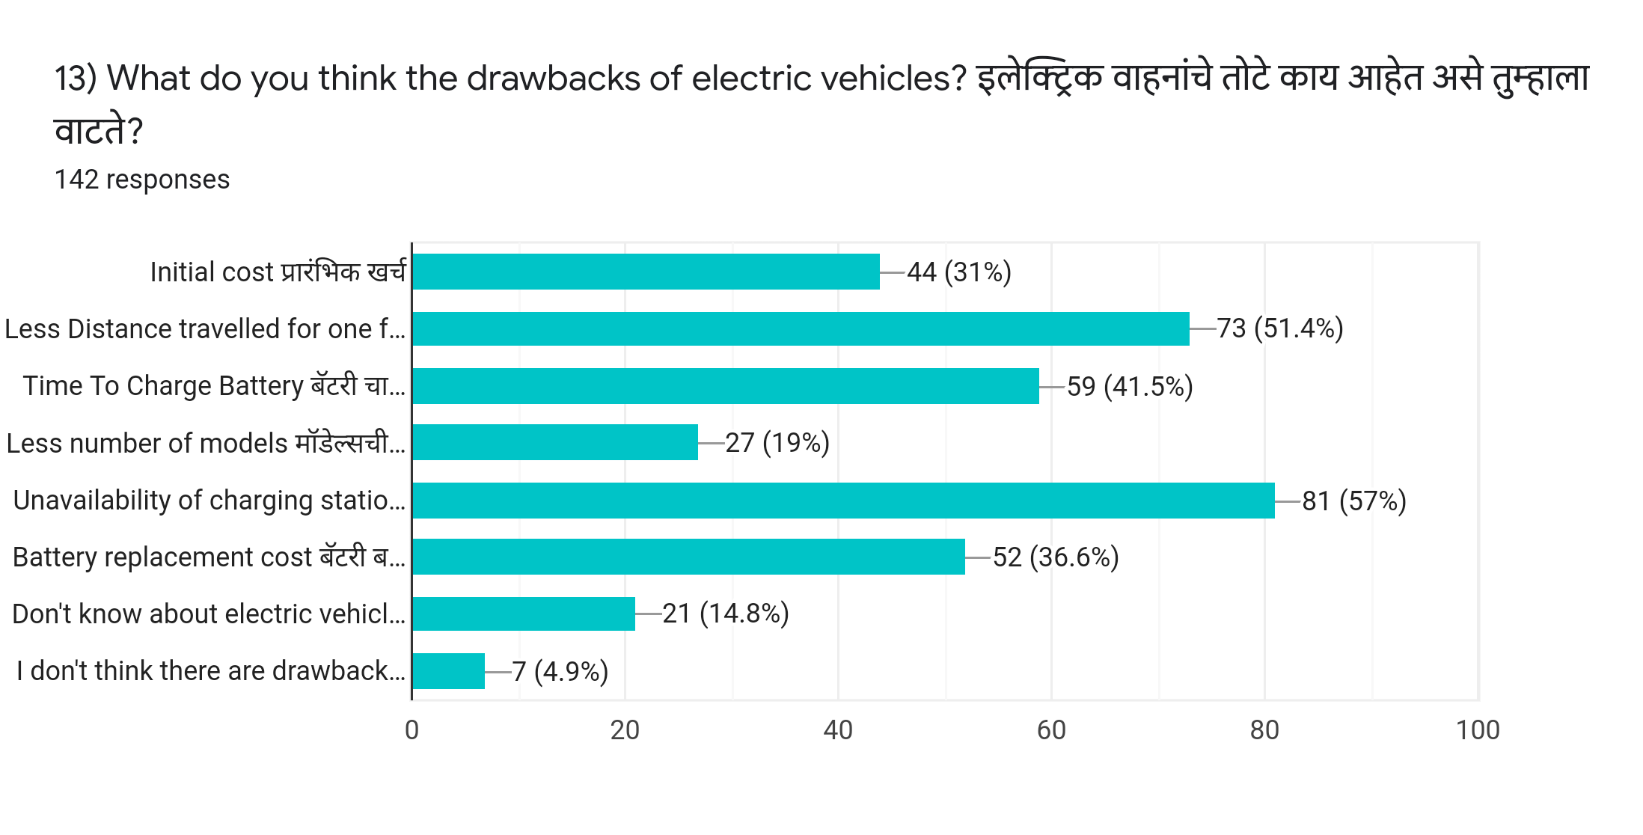 13) What do you think the drawbacks of electric vehicles? इलेक्ट्रिक वाहनांचे तोटे काय आहेत असे तुम्हाला
वाटते?
142 responses
Initial cost प्रारंभिक खर्च 44 (31%)
Less Distance travelled for one f... 73 (51.4%)
Time To Charge Battery बॅटरी चा... 59 (41.5%)
Less number of models मॉडेल्सची... 27 (19%)
Unavailability of charging statio... 81 (57%)
Battery replacement cost बॅटरी ब... 52 (36.6%)
Don't know about electric vehicl... 21 (14.8%)
I don't think there are drawback... 7 (4.9%)
0 20 40 60 80 100